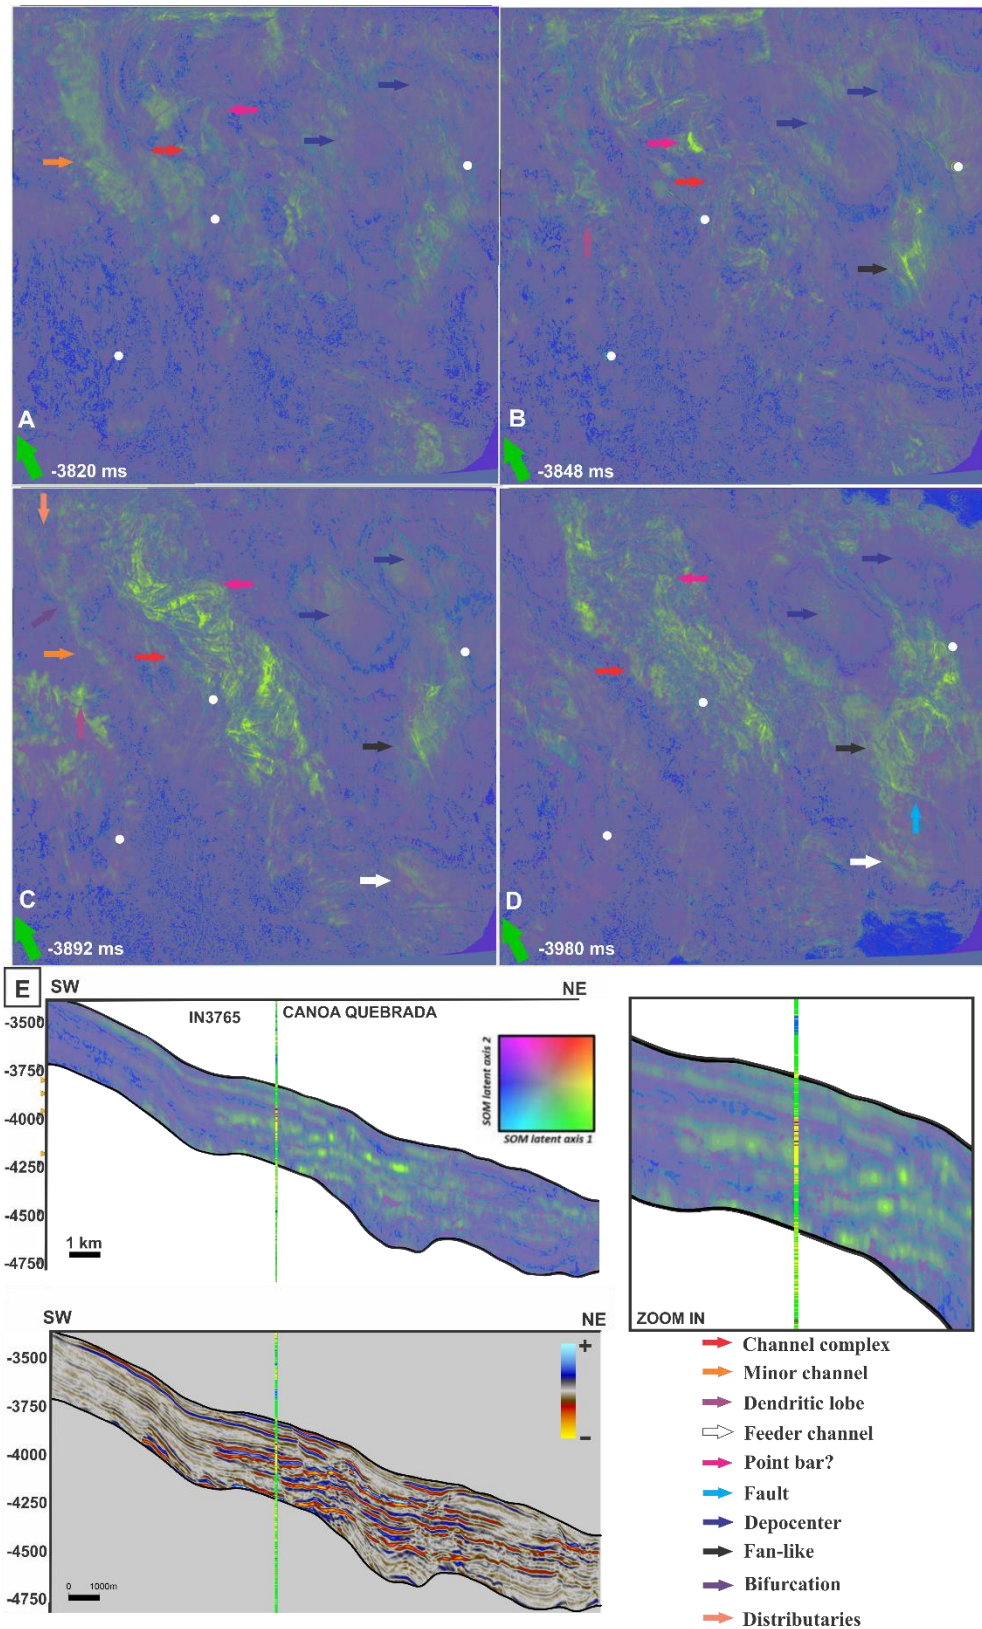 A
-3820 ms
B
-3848 ms
C
-3892 ms
D
-3980 ms
E
SW
NE
IN3765
CANOA QUEBRADA
-3500
-3750
-4000
-4250
-4500
-4750
1 km
SOM latent axis 2
SOM latent axis 1
ZOOM IN
SW
NE
+
-
-3500
-3750
-4000
-4250
-4500
-4750
0 1000m
Channel complex
Minor channel
Dendritic lobe
Feeder channel
Point bar?
Fault
Depocenter
Fan-like
Bifurcation
Distributaries